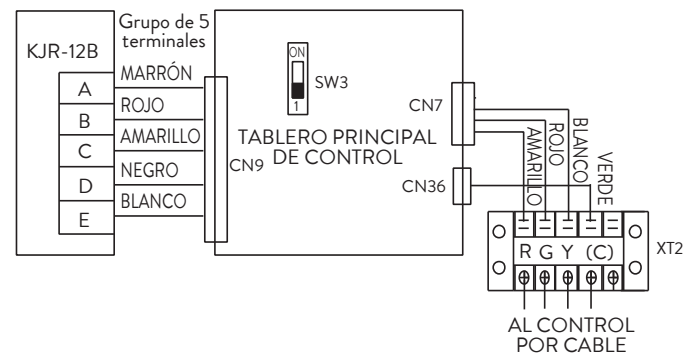 KJR-12B
Grupo de 5
terminales
A
B
C
D
E
MARRÓN
ROJO
AMARILLO
NEGRO
BLANCO
CN9
ON
1
SW3
TABLERO PRINCIPAL
DE CONTROL
CN7
CN36
AMARILLO
ROJO
BLANCO
VERDE
R G Y (C)
XT2
AL CONTROL
POR CABLE